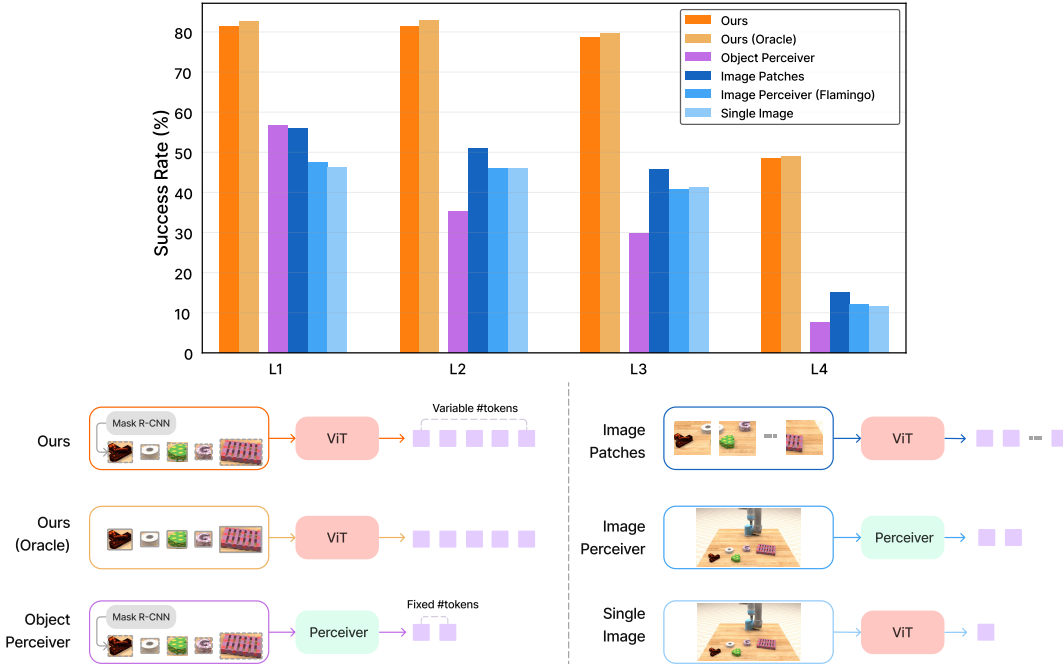 Success Rate (%)
80
70
60
50
40
30
20
10
0
L1
L2
L3
L4
Ours
Ours (Oracle)
Object Perceiver
Image Patches
Image Perceiver (Flamingo)
Single Image
Ours
Mask R-CNN
ViT
Variable #tokens
Ours
(Oracle)
ViT
Object
Perceiver
Mask R-CNN
Perceiver
Fixed #tokens
Image
Patches
ViT
Image
Perceiver
Perceiver
Single
Image
ViT